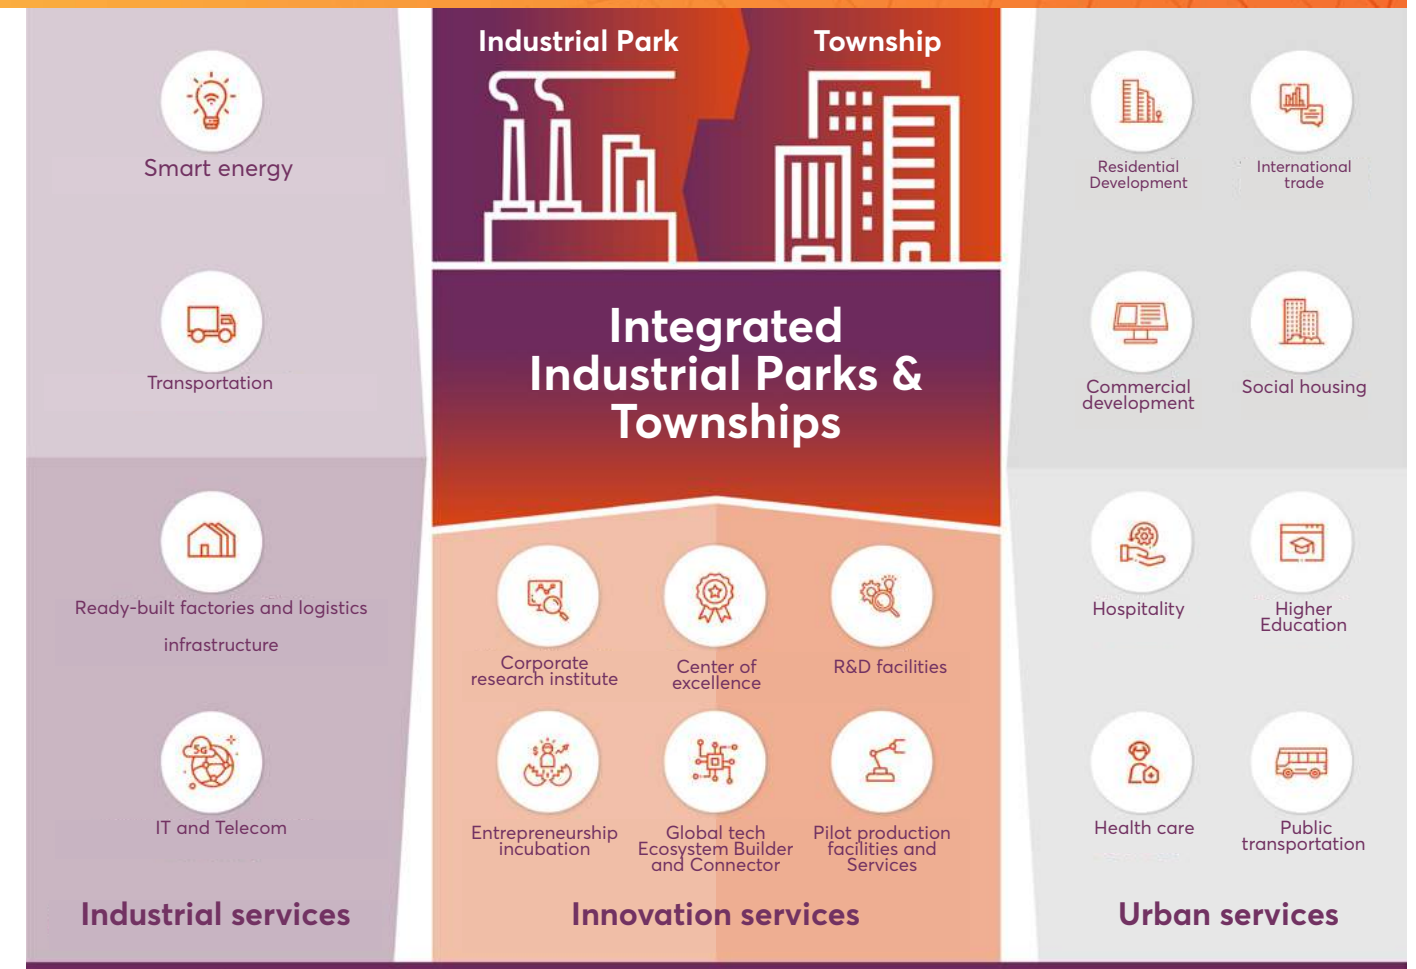 Industrial Park
Township
Integrated
Industrial Parks &
Townships
Smart energy
Transportation
Ready-built factories and logistics
infrastructure
5G
IT and Telecom
Industrial services
Corporate
research institute
Center of
excellence
R&D facilities
$
Entrepreneurship
incubation
Global tech
Ecosystem Builder
and Connector
Pilot production
facilities and
Services
Innovation services
Residential
Development
International
trade
Commercial
development
Social housing
Hospitality
Higher
Education
Health care
Public
transportation
Urban services